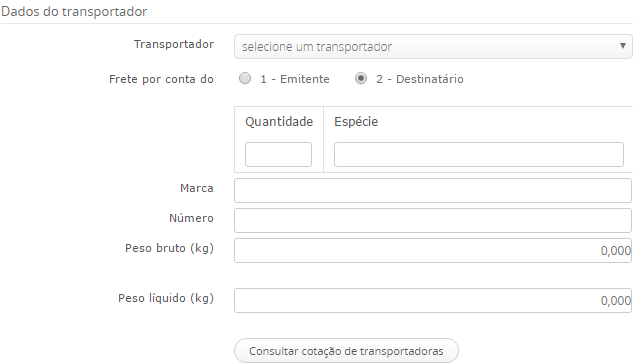 Dados do transportador
Transportador selecione um transportador
Frete por conta do 1 - Emitente 2 - Destinatário
Quantidade Espécie
Marca
Número
Peso bruto (kg) 0,000
Peso líquido (kg) 0,000
Consultar cotação de transportadoras